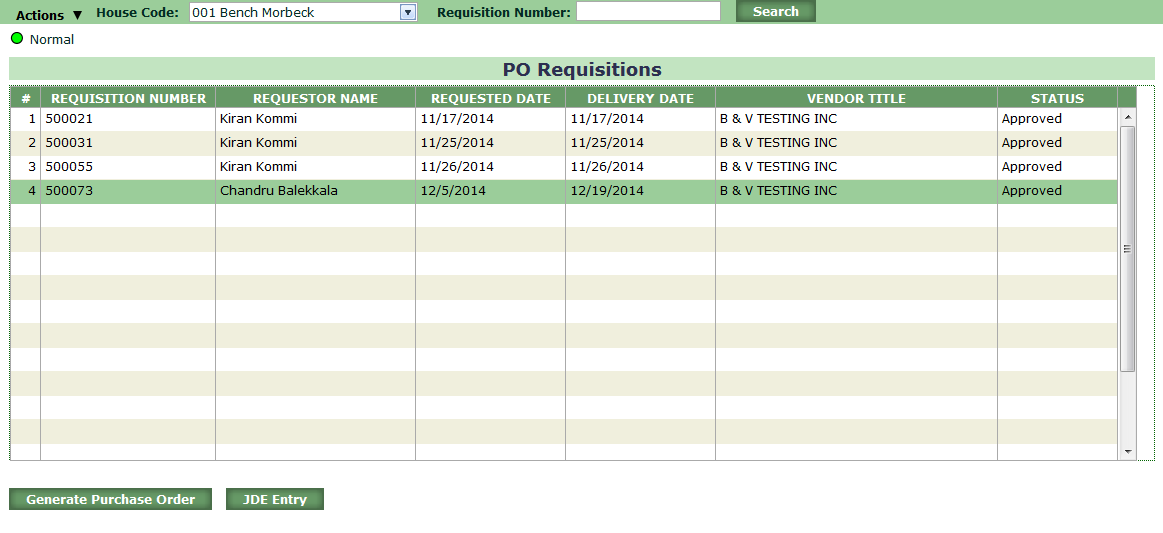 Actions ▼ House Code: 001 Bench Morbeck Requisition Number: Search
Normal
PO Requisitions
# REQUISITION NUMBER REQUESTOR NAME REQUESTED DATE DELIVERY DATE VENDOR TITLE STATUS
1 500021 Kiran Kommi 11/17/2014 11/17/2014 B & V TESTING INC Approved
2 500031 Kiran Kommi 11/25/2014 11/25/2014 B & V TESTING INC Approved
3 500055 Kiran Kommi 11/26/2014 11/26/2014 B & V TESTING INC Approved
4 500073 Chandru Balekkala 12/5/2014 12/19/2014 B & V TESTING INC Approved
Generate Purchase Order JDE Entry